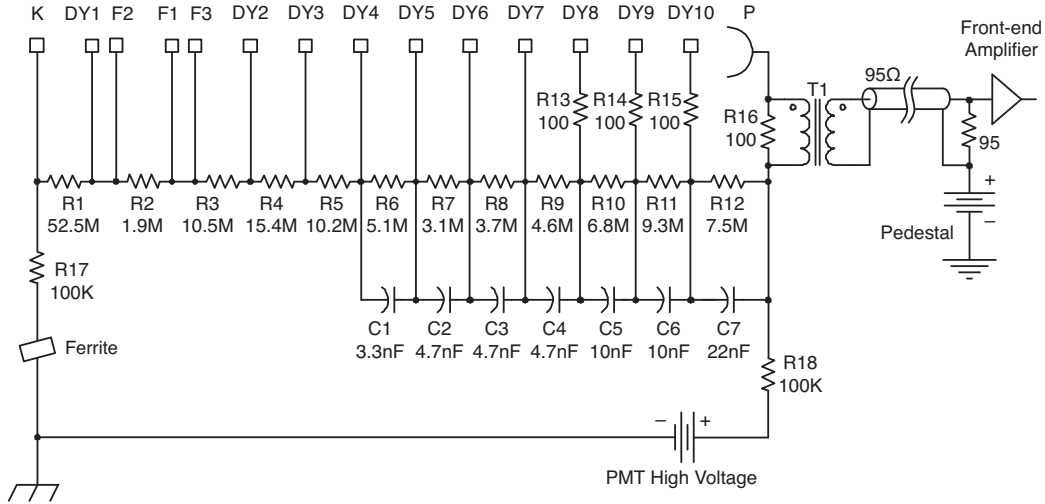 K DY1 F2 F1 F3 DY2 DY3 DY4 DY5 DY6 DY7 DY8 DY9 DY10 P
Front-end
Amplifier
95Ω
T1
R13
100
R14
100
R15
100
R16
100
95
R1
52.5M
R2
1.9M
R3
10.5M
R4
15.4M
R5
10.2M
R6
5.1M
R7
3.1M
R8
3.7M
R9
4.6M
R10
6.8M
R11
9.3M
R12
7.5M
+
–
Pedestal
R17
100K
C1
3.3nF
C2
4.7nF
C3
4.7nF
C4
4.7nF
C5
10nF
C6
10nF
C7
22nF
Ferrite
R18
100K
– +
PMT High Voltage